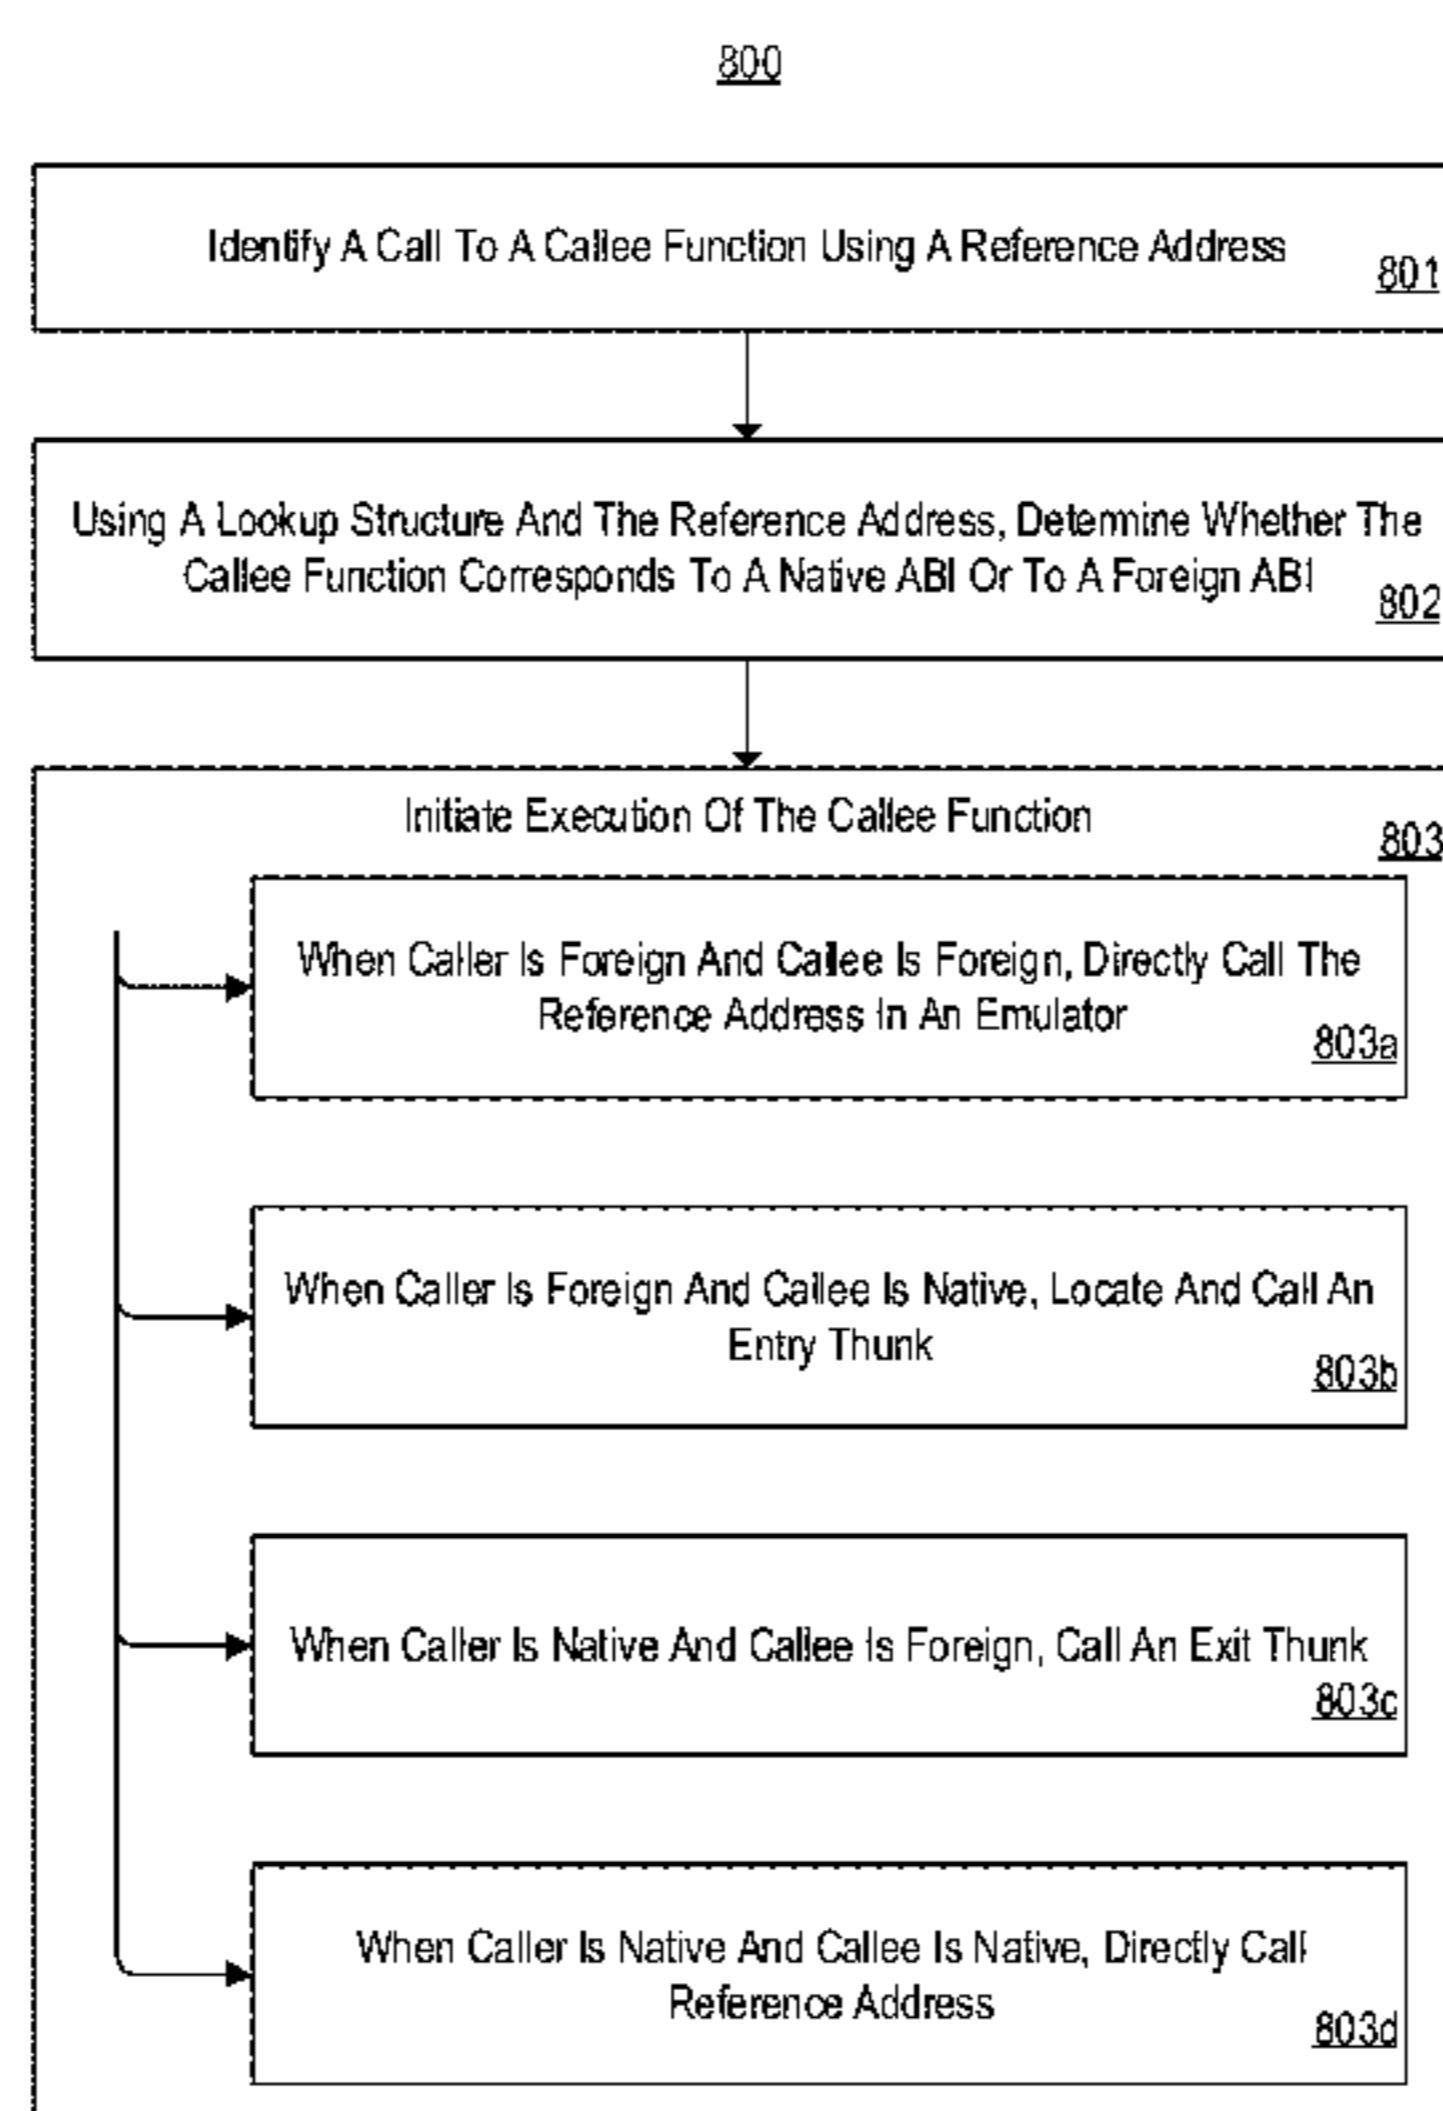 800
Identify A Call To A Callee Function Using A Reference Address
801
Using A Lookup Structure And The Reference Address, Determine Whether The
Callee Function Corresponds To A Native ABI Or To A Foreign ABI
802
Initiate Execution Of The Callee Function
803
When Caller Is Foreign And Callee Is Foreign, Directly Call The
Reference Address In An Emulator
803a
When Caller Is Foreign And Callee Is Native, Locate And Call An
Entry Thunk
803b
When Caller Is Native And Callee Is Foreign, Call An Exit Thunk
803c
When Caller Is Native And Callee Is Native, Directly Call
Reference Address
803d